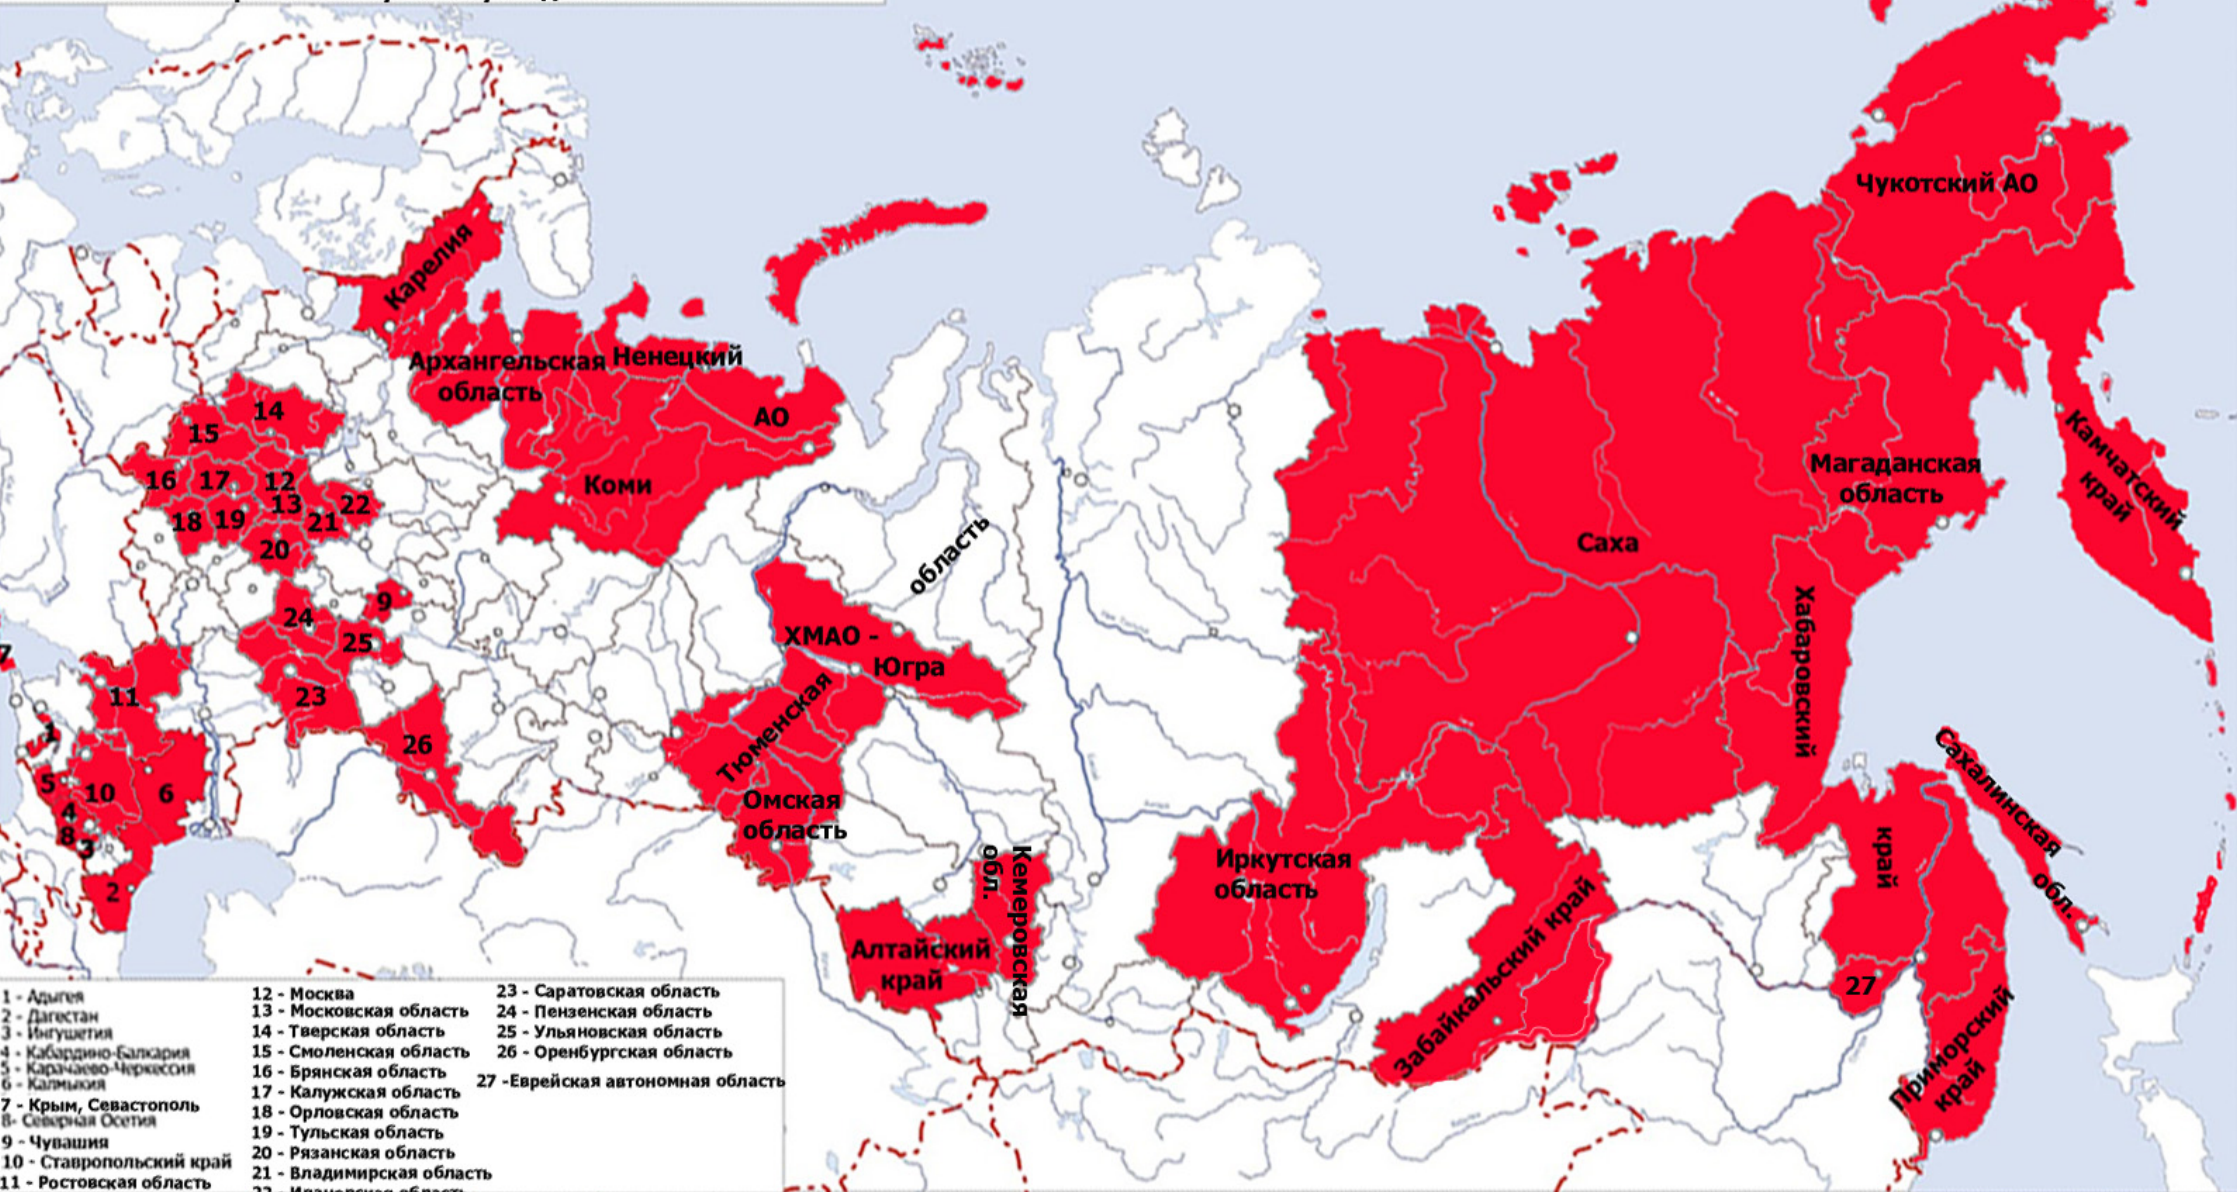 Карелия
Архангельская
область
Ненецкий
АО
Коми
14
15
16
17
12
13
22
18
19
21
20
24
9
25
23
26
11
1
5
10
6
4
8
3
2
7
ХМАО -
Югра
область
Тюменская
Омская
область
Алтайский
край
Кемеровская
обл.
Иркутская
область
Забайкальский край
Саха
Чукотский АО
Магаданская
область
Камчатский
край
Хабаровский
край
Сахалинская
обл.
27
Приморский
край
1 - Адыгея
2 - Дагестан
3 - Ингушетия
4 - Кабардино-Балкария
5 - Карачаево-Черкессия
6 - Калмыкия
7 - Крым, Севастополь
8- Северная Осетия
9 - Чувашия
10 - Ставропольский край
11 - Ростовская область
12 - Москва
13 - Московская область
14 - Тверская область
15 - Смоленская область
16 - Брянская область
17 - Калужская область
18 - Орловская область
19 - Тульская область
20 - Рязанская область
21 - Владимирская область
23 - Саратовская область
24 - Пензенская область
25 - Ульяновская область
26 - Оренбургская область
27 -Еврейская автономная область